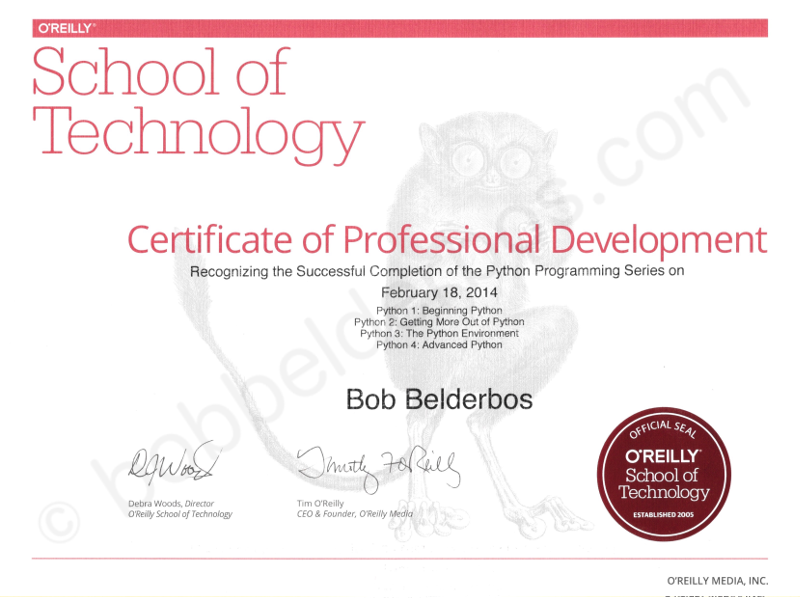 O'REILLY®
School of
Technology
Certificate of Professional Development
Recognizing the Successful Completion of the Python Programming Series on
February 18, 2014
Python 1: Beginning Python
Python 2: Getting More Out of Python
Python 3: The Python Environment
Python 4: Advanced Python
Bob Belderbos
© bobbelderbos.com
DJWoods
Timothy F O'Reilly
Debra Woods, Director
O'Reilly School of Technology
Tim O'Reilly
CEO & Founder, O'Reilly Media
OFFICIAL SEAL
O'REILLY®
School of
Technology
ESTABLISHED 2005
O'REILLY MEDIA, INC.